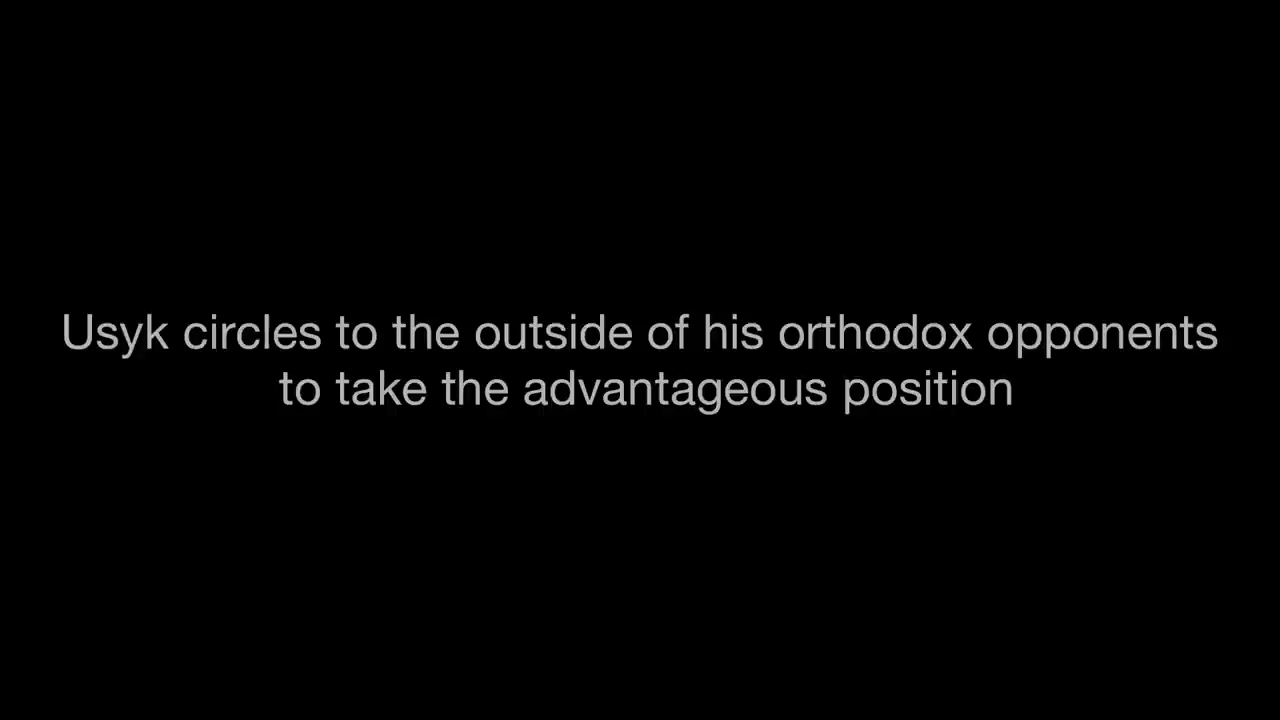 Usyk circles to the outside of his orthodox opponents
to take the advantageous position